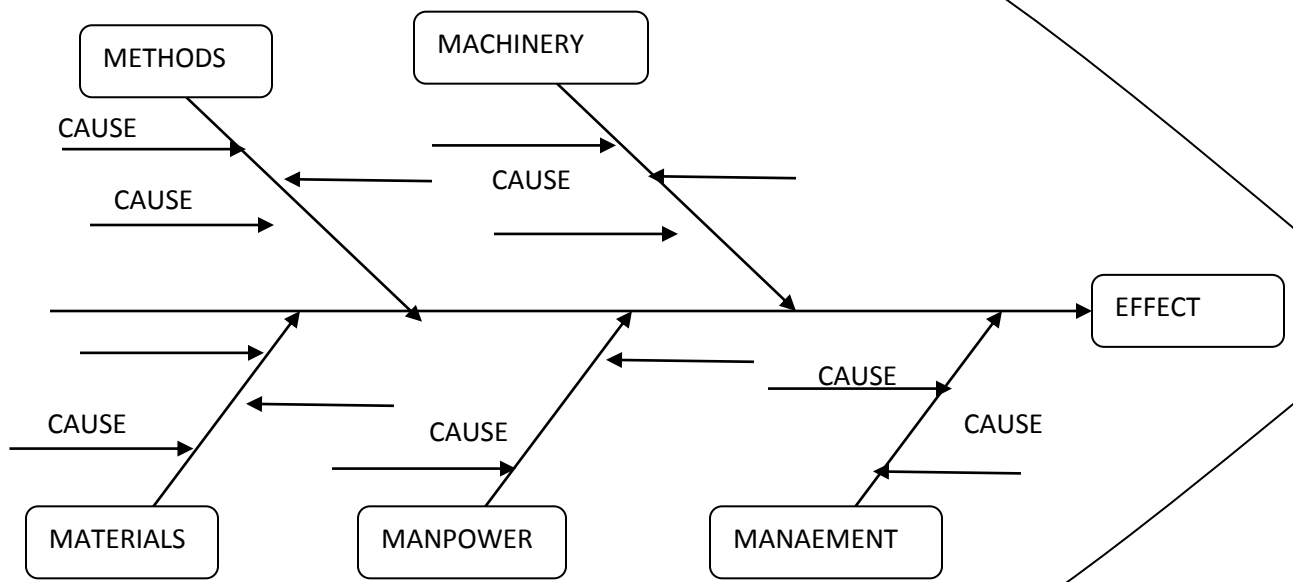 METHODS
MACHINERY
CAUSE
CAUSE
CAUSE
EFFECT
CAUSE
CAUSE
CAUSE
CAUSE
MATERIALS
MANPOWER
MANAEMENT